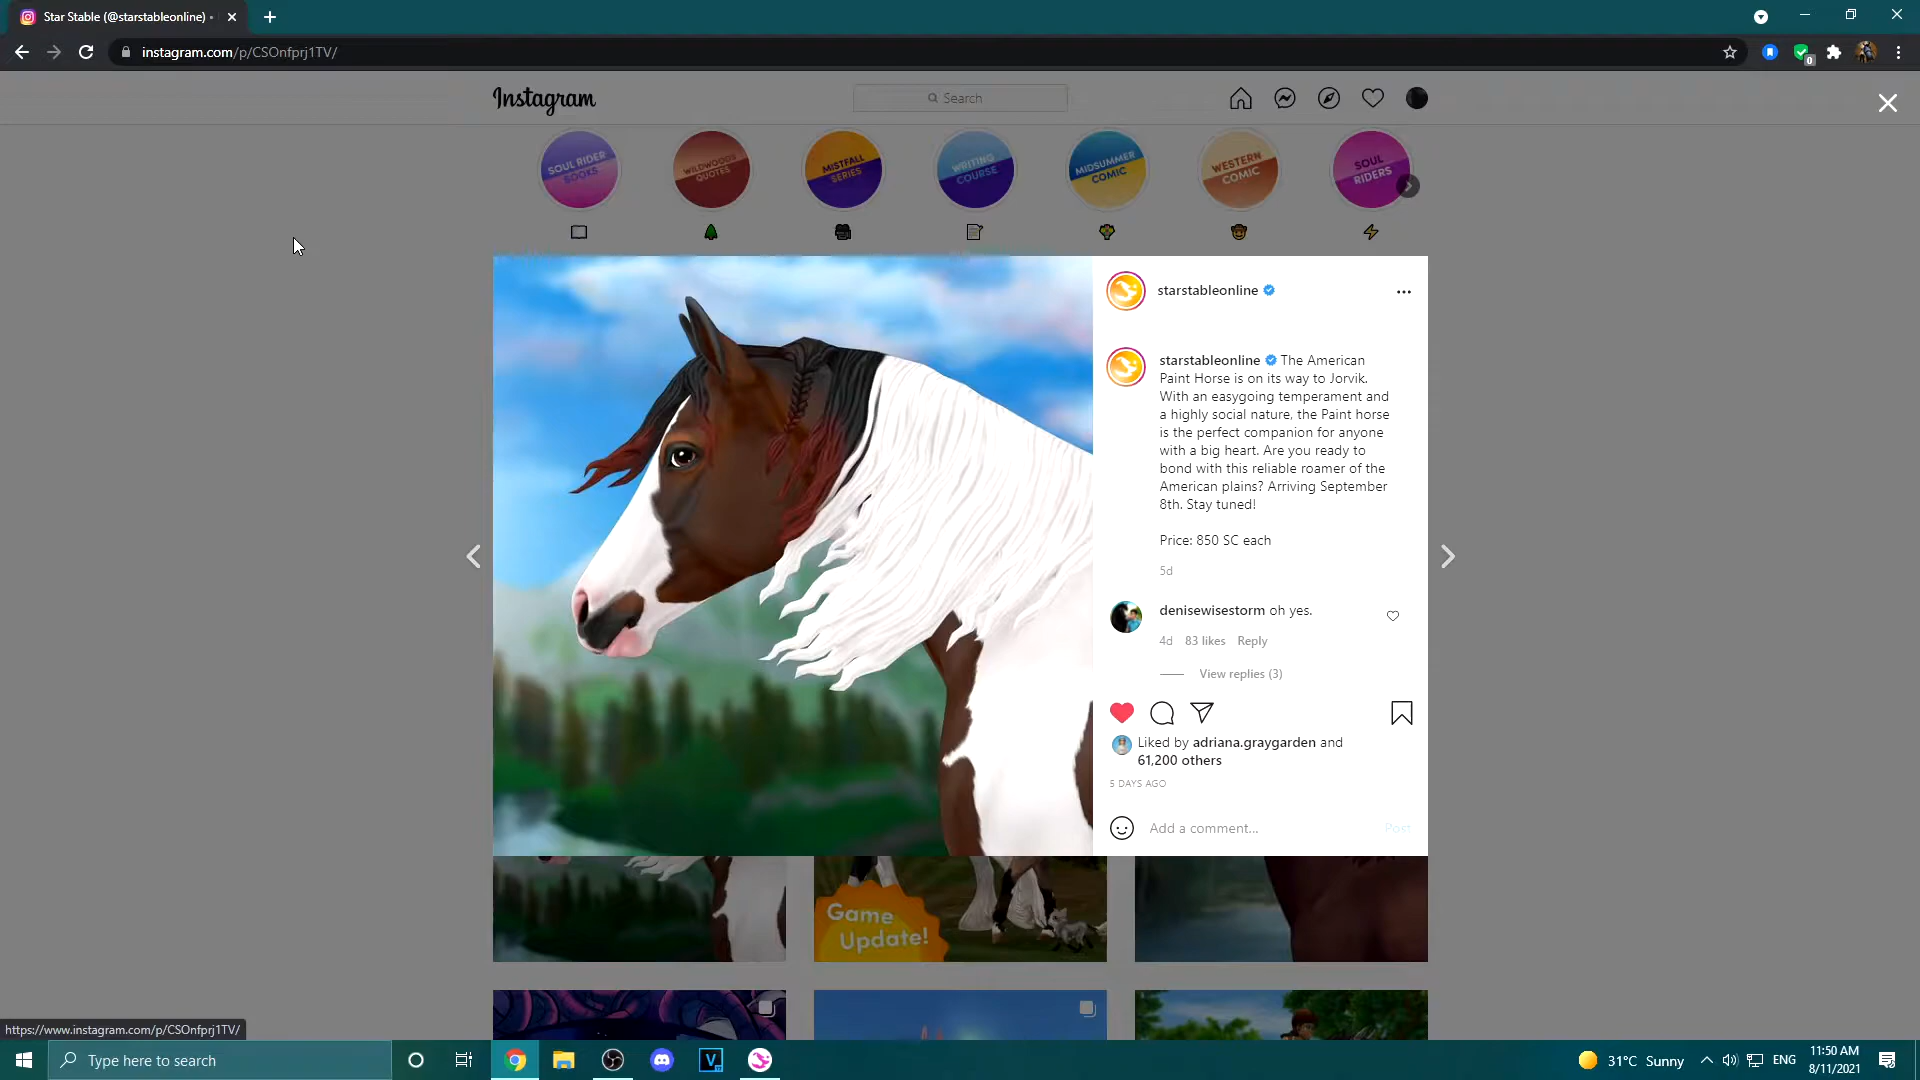 Star Stable (@starstableonline) •
instagram.com/p/CSOnfprj1TV/
0
Instagram
Search
SOUL RIDER
BOOKS
WILDWOODS
QUOTES
MISTFALL
SERIES
WRITING
COURSE
MIDSUMMER
COMIC
WESTERN
COMIC
SOUL
RIDERS
starstableonline
starstableonline The American
Paint Horse is on its way to Jorvik.
With an easygoing temperament and
a highly social nature, the Paint horse
is the perfect companion for anyone
with a big heart. Are you ready to
bond with this reliable roamer of the
American plains? Arriving September
8th. Stay tuned!
Price: 850 SC each
5d
denisewisestorm oh yes.
4d 83 likes Reply
View replies (3)
Liked by adriana.graygarden and
61,200 others
5 DAYS AGO
Add a comment...
Post
Game
Update!
https://www.instagram.com/p/CSOnfprj1TV/
Type here to search
V
31°C Sunny
ENG
11:50 AM
8/11/2021